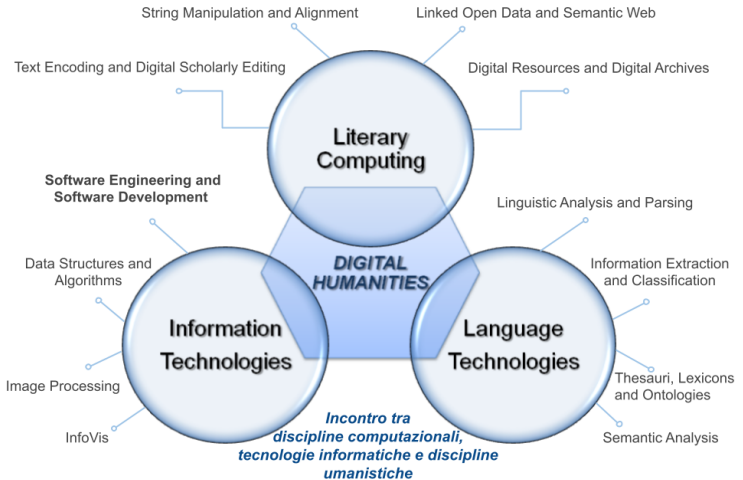 String Manipulation and Alignment
Linked Open Data and Semantic Web
Text Encoding and Digital Scholarly Editing
Digital Resources and Digital Archives
Literary
Computing
Software Engineering and
Software Development
Linguistic Analysis and Parsing
Data Structures and
Algorithms
DIGITAL
HUMANITIES
Information Extraction
and Classification
Information
Technologies
Language
Technologies
Image Processing
Thesauri, Lexicons
and Ontologies
InfoVis
Semantic Analysis
Incontro tra
discipline computazionali,
tecnologie informatiche e discipline
umanistiche